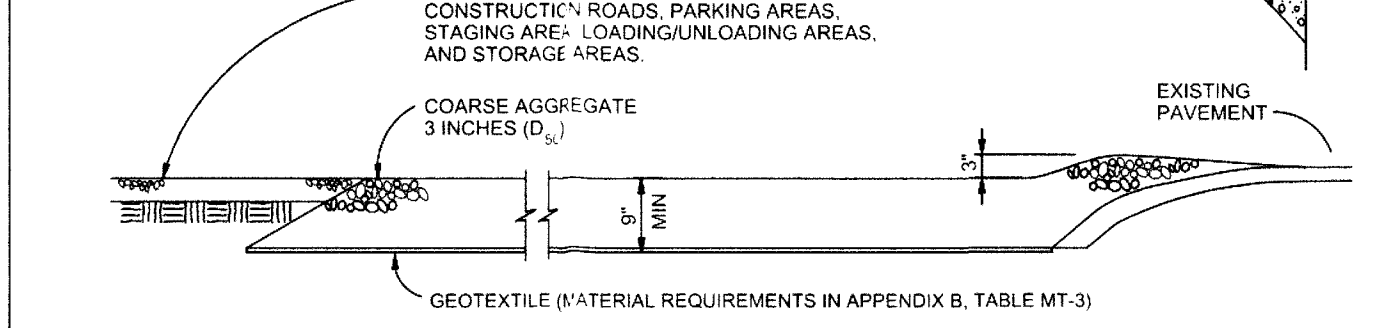 CONSTRUCTION ROADS, PARKING AREAS,
STAGING AREA LOADING/UNLOADING AREAS,
AND STORAGE AREAS.
COARSE AGGREGATE
3 INCHES (D50)
EXISTING
PAVEMENT
3"
9"
MIN
GEOTEXTILE (MATERIAL REQUIREMENTS IN APPENDIX B, TABLE MT-3)